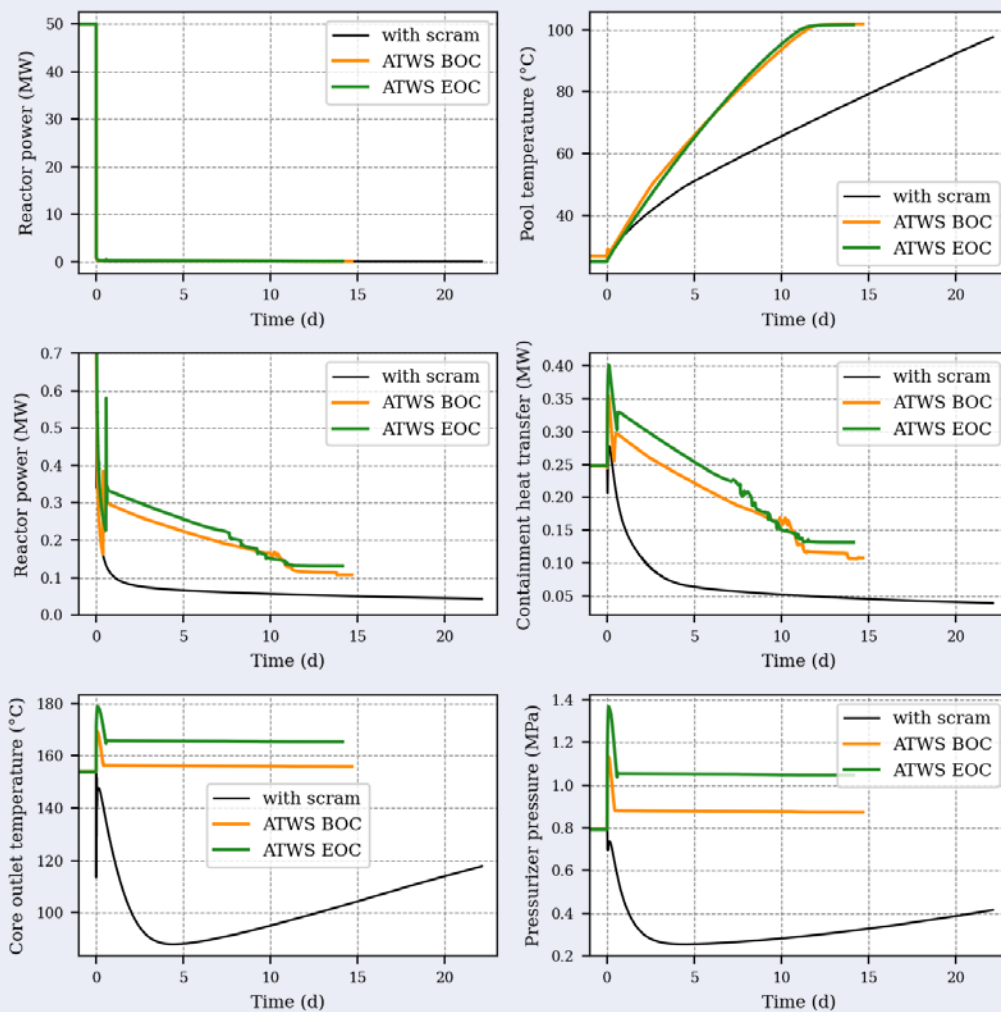 Reactor power (MW)
50
40
30
20
10
0
with scram
ATWS BOC
ATWS EOC
0 5 10 15 20
Time (d)
Pool temperature (°C)
100
80
60
40
with scram
ATWS BOC
ATWS EOC
0 5 10 15 20
Time (d)
Reactor power (MW)
0.7
0.6
0.5
0.4
0.3
0.2
0.1
0.0
with scram
ATWS BOC
ATWS EOC
0 5 10 15 20
Time (d)
Containment heat transfer (MW)
0.40
0.35
0.30
0.25
0.20
0.15
0.10
0.05
with scram
ATWS BOC
ATWS EOC
0 5 10 15 20
Time (d)
Core outlet temperature (°C)
180
160
140
120
100
with scram
ATWS BOC
ATWS EOC
0 5 10 15 20
Time (d)
Pressurizer pressure (MPa)
1.4
1.2
1.0
0.8
0.6
0.4
0.2
with scram
ATWS BOC
ATWS EOC
0 5 10 15 20
Time (d)